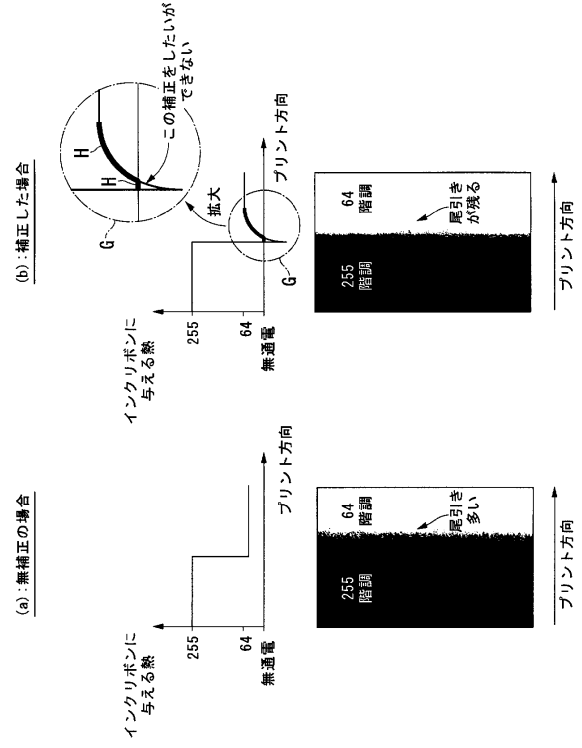 (a):無補正の場合
インクリボンに
与える熱
255
64
無通電
プリント方向
255
階調
64
階調
尾引き
多い
プリント方向
(b):補正した場合
インクリボンに
与える熱
255
64
無通電
プリント方向
G
拡大
G
H
H
この補正をしたいが
できない
255
階調
64
階調
尾引き
が残る
プリント方向